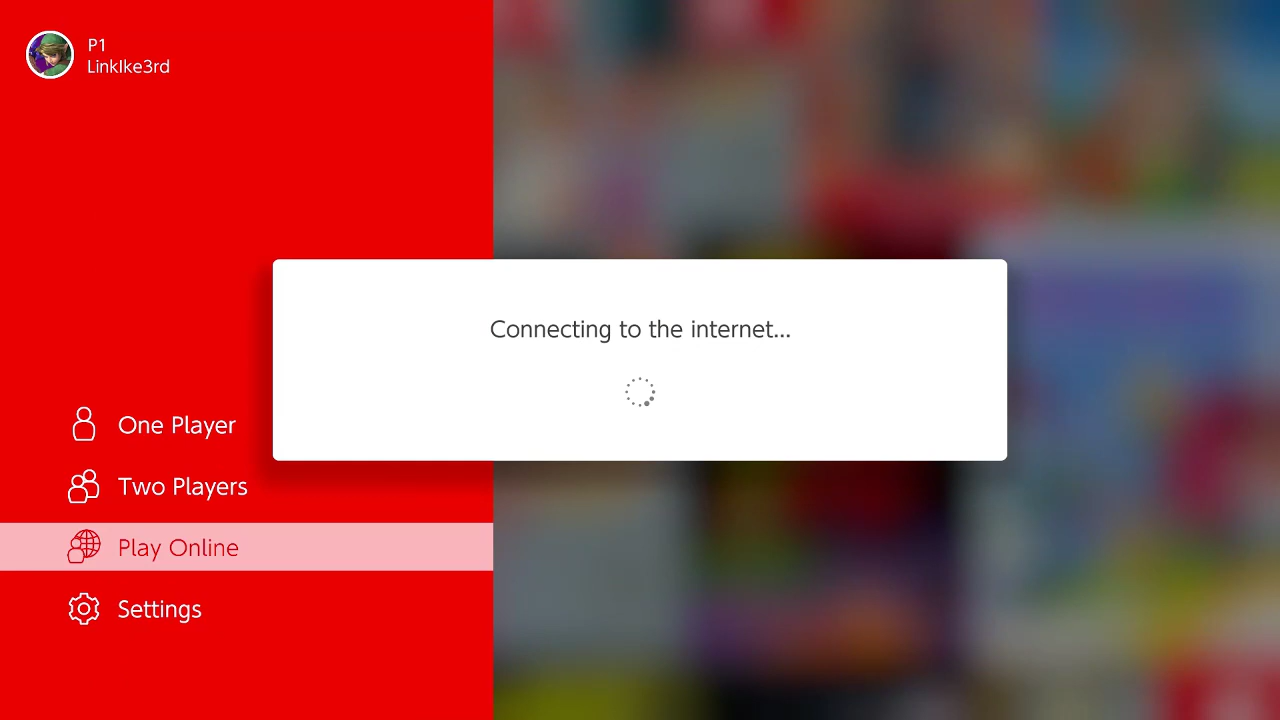 P1
LinkIke3rd
Connecting to the internet...
One Player
Two Players
Play Online
Settings